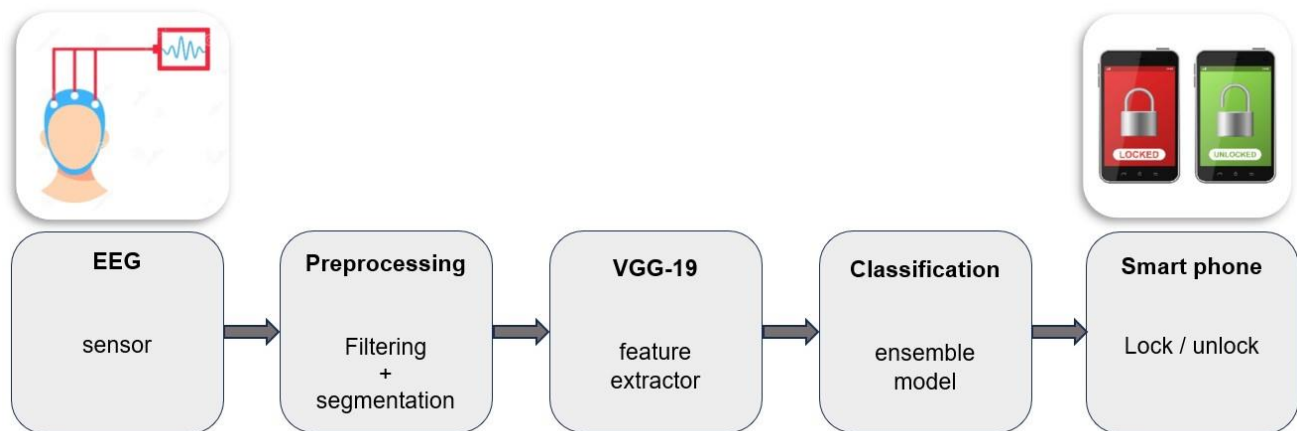 LOCKED
UNLOCKED
EEG
sensor
Preprocessing
Filtering
+
segmentation
VGG-19
feature
extractor
Classification
ensemble
model
Smart phone
Lock / unlock